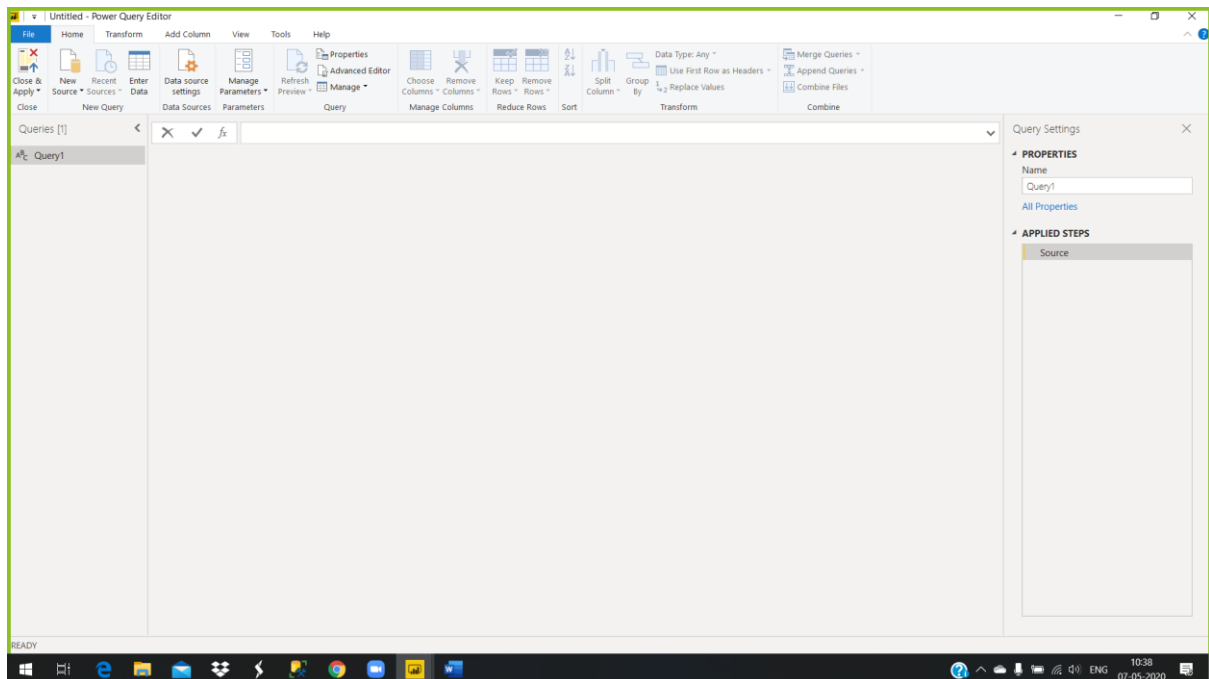 Untitled - Power Query Editor
File Home Transform Add Column View Tools Help
Close & Apply
New Source
Recent Sources
Enter Data
Data source settings
Manage Parameters
Refresh Preview
Properties
Advanced Editor
Manage
Choose Columns
Remove Columns
Keep Rows
Remove Rows
Split Column
Group By
Data Type: Any
Use First Row as Headers
Replace Values
Merge Queries
Append Queries
Combine Files
Close New Query Data Sources Parameters Query Manage Columns Reduce Rows Sort Transform Combine
Queries [1]
fx
Query Settings
ABC Query1
PROPERTIES
Name
Query1
All Properties
APPLIED STEPS
Source
READY
ENG
10:38
07-05-2020